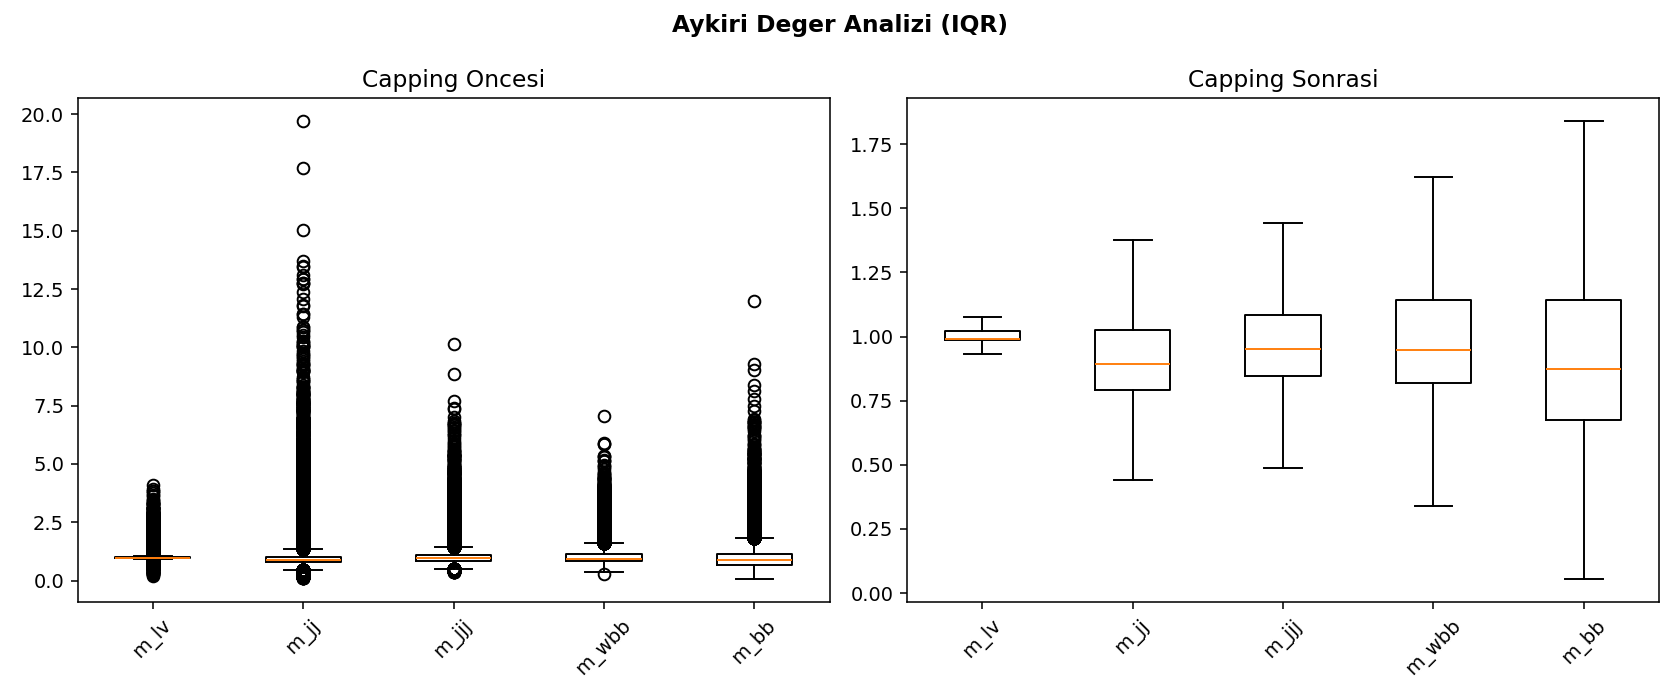 Aykiri Deger Analizi (IQR)
Capping Oncesi
20.0
17.5
15.0
12.5
10.0
7.5
5.0
2.5
0.0
m_lv
m_jj
m_jjj
m_wbb
m_bb
Capping Sonrasi
1.75
1.50
1.25
1.00
0.75
0.50
0.25
0.00
m_lv
m_jj
m_jjj
m_wbb
m_bb